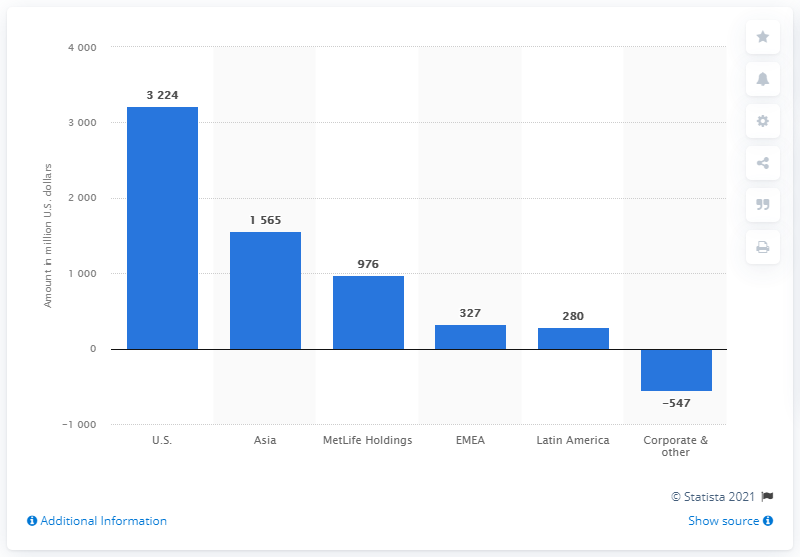 4 000
3 000
2 000
1 000
0
−1 000
Amount in million U.S. dollars
3 224
1 565
976
327
280
−547
U.S.
Asia
MetLife Holdings
EMEA
Latin America
Corporate &
other
© Statista 2021
Additional Information
Show source